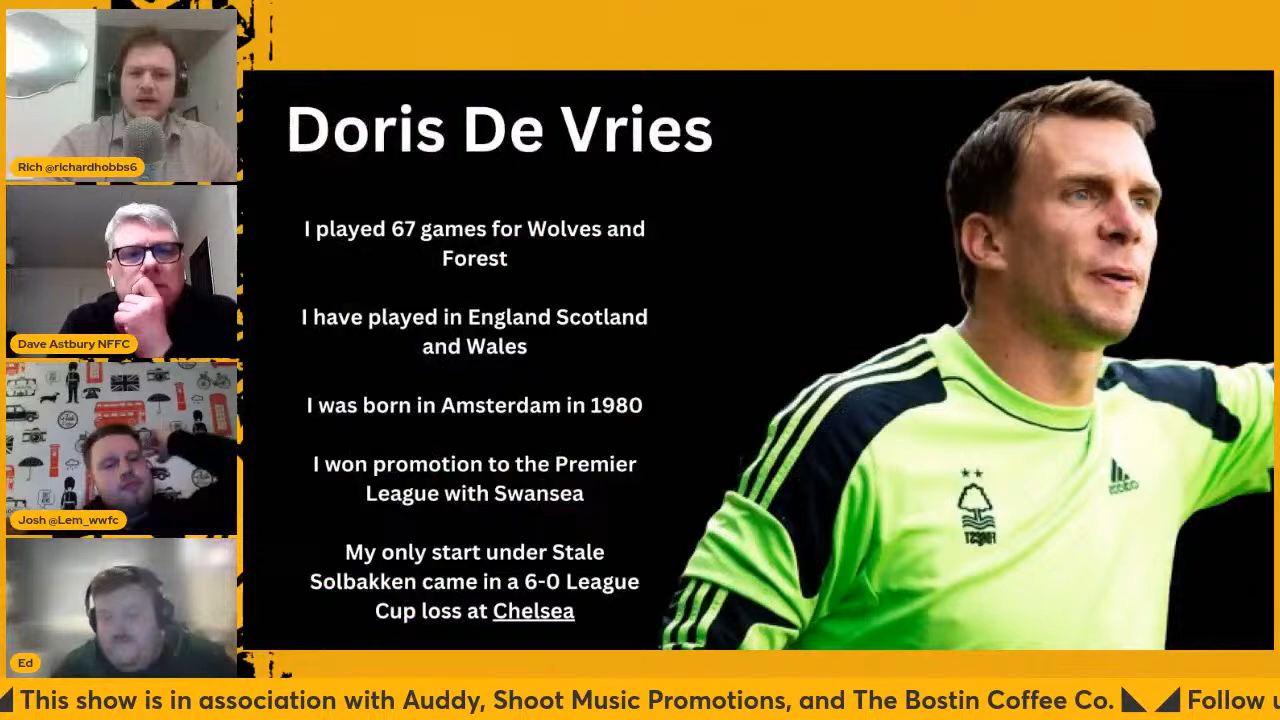 Rich @richardhobbs6
Dave Astbury NFFC
Josh @Lem_wwfc
Ed
Doris De Vries
I played 67 games for Wolves and
Forest
I have played in England Scotland
and Wales
I was born in Amsterdam in 1980
I won promotion to the Premier
League with Swansea
My only start under Stale
Solbakken came in a 6-0 League
Cup loss at Chelsea
This show is in association with Auddy, Shoot Music Promotions, and The Bostin Coffee Co.
Follow